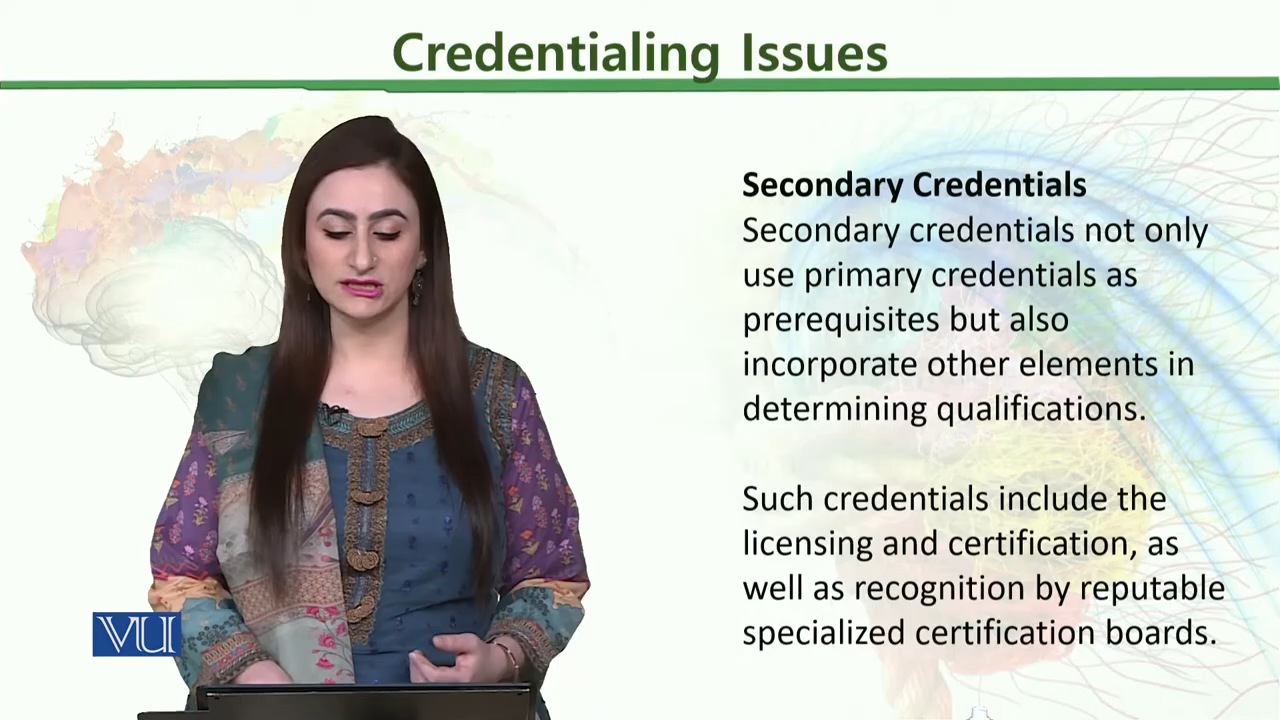 Credentialing Issues
Secondary Credentials
Secondary credentials not only
use primary credentials as
prerequisites but also
incorporate other elements in
determining qualifications.
Such credentials include the
licensing and certification, as
well as recognition by reputable
specialized certification boards.
VU